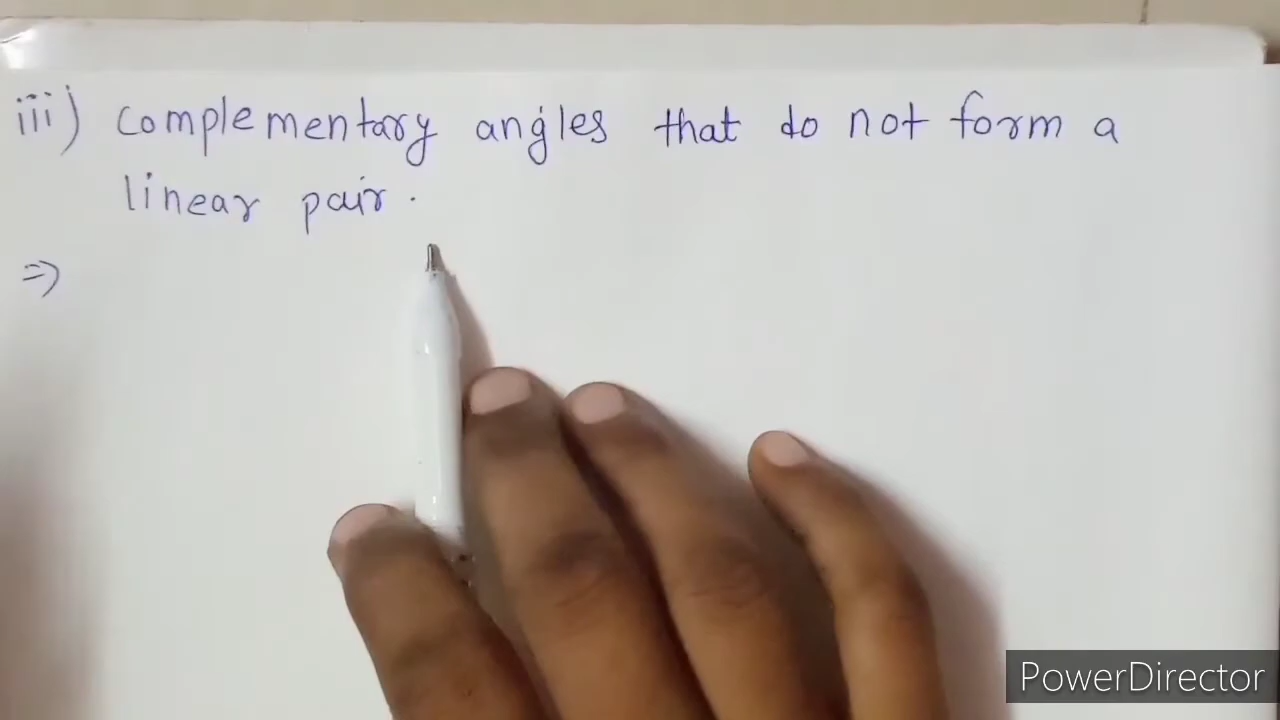 iii) complementary angles that do not form a
linear pair.
⇒
PowerDirector